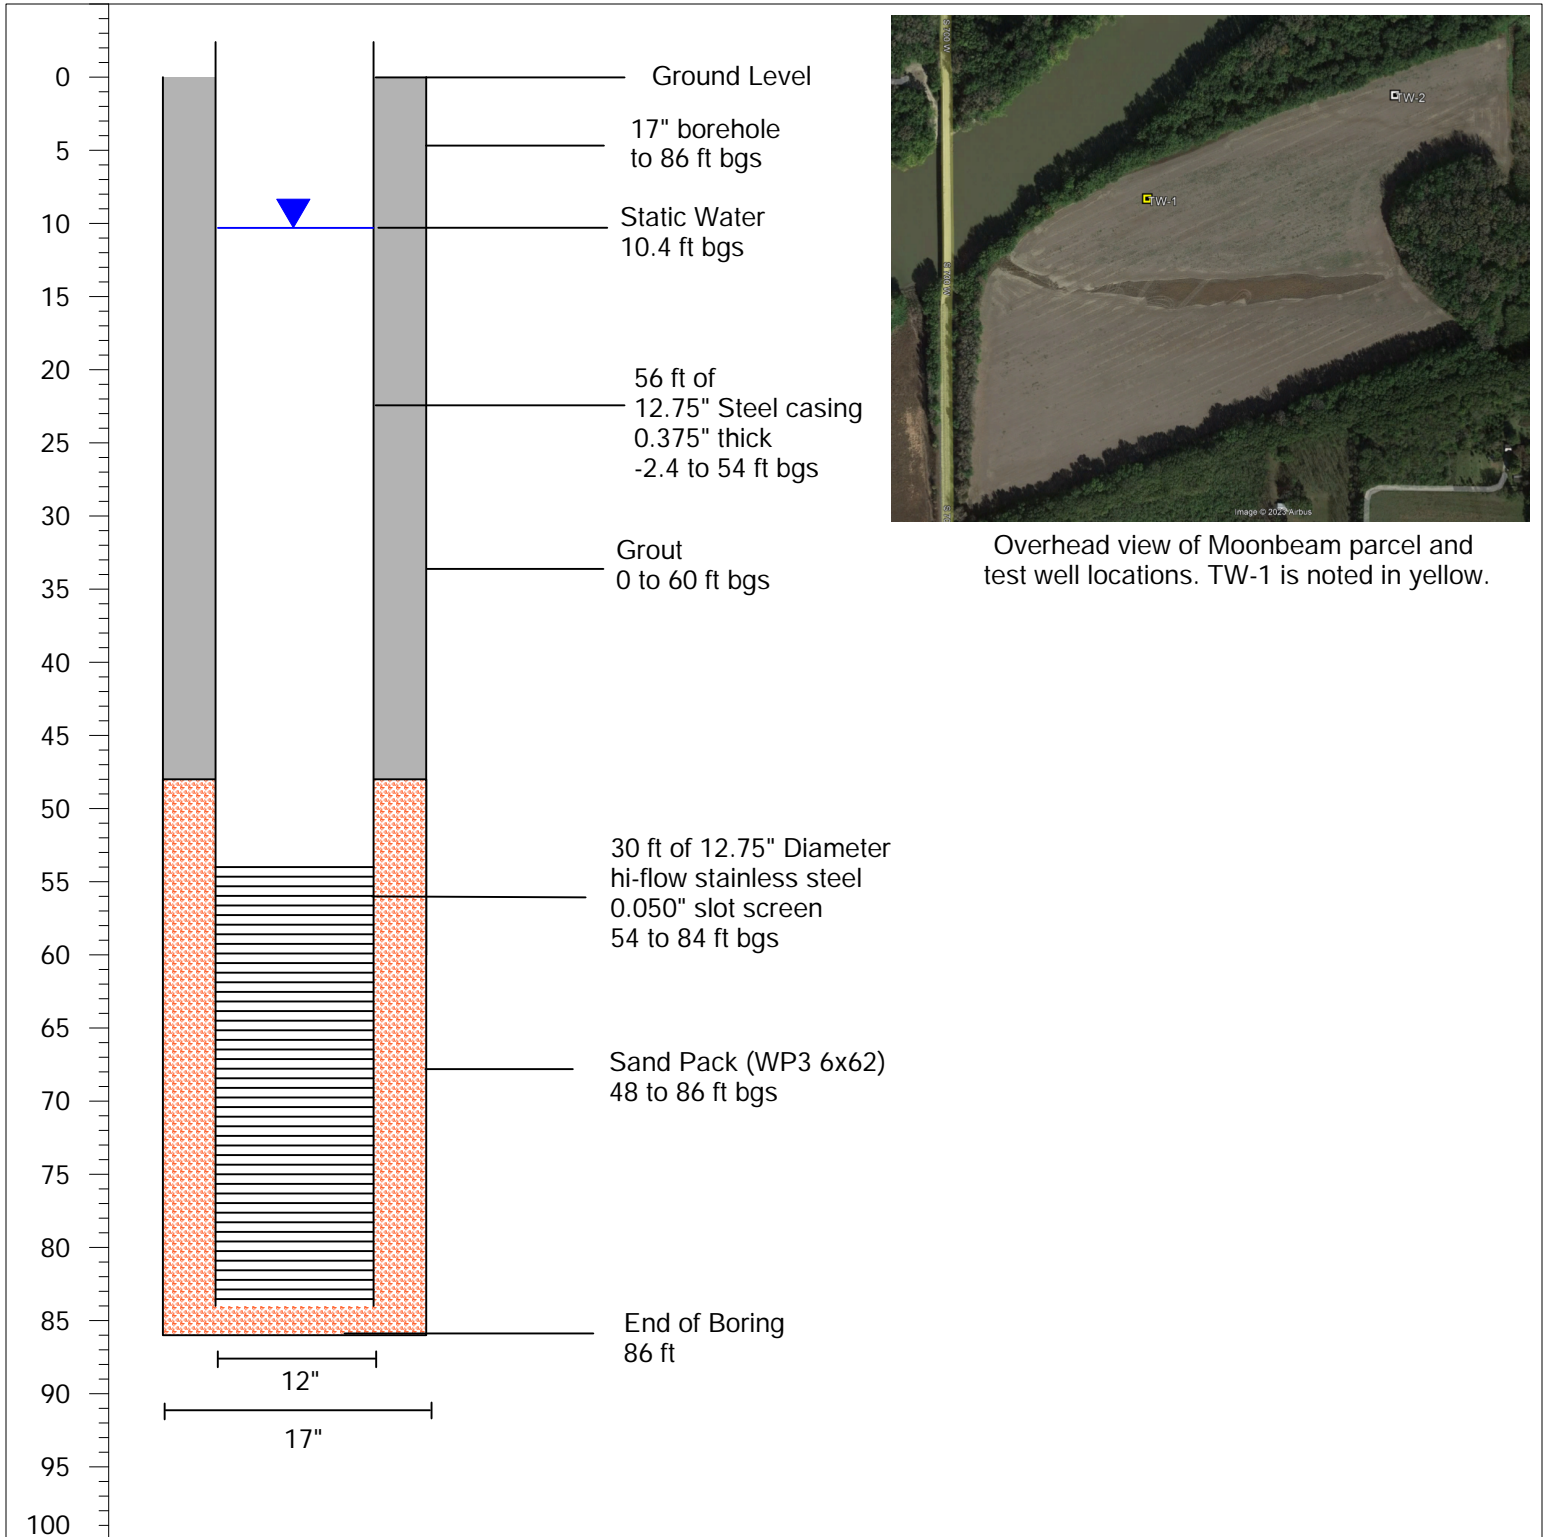 0
5
10
15
20
25
30
35
40
45
50
55
60
65
70
75
80
85
90
95
100
Ground Level
17" borehole
to 86 ft bgs
Static Water
10.4 ft bgs
56 ft of
12.75" Steel casing
0.375" thick
-2.4 to 54 ft bgs
Grout
0 to 60 ft bgs
30 ft of 12.75" Diameter
hi-flow stainless steel
0.050" slot screen
54 to 84 ft bgs
Sand Pack (WP3 6x62)
48 to 86 ft bgs
End of Boring
86 ft
12"
17"
S 700 W
TW-2
TW-1
S 700 W
S 70
Image © 2023 Airbus
Overhead view of Moonbeam parcel and
test well locations. TW-1 is noted in yellow.